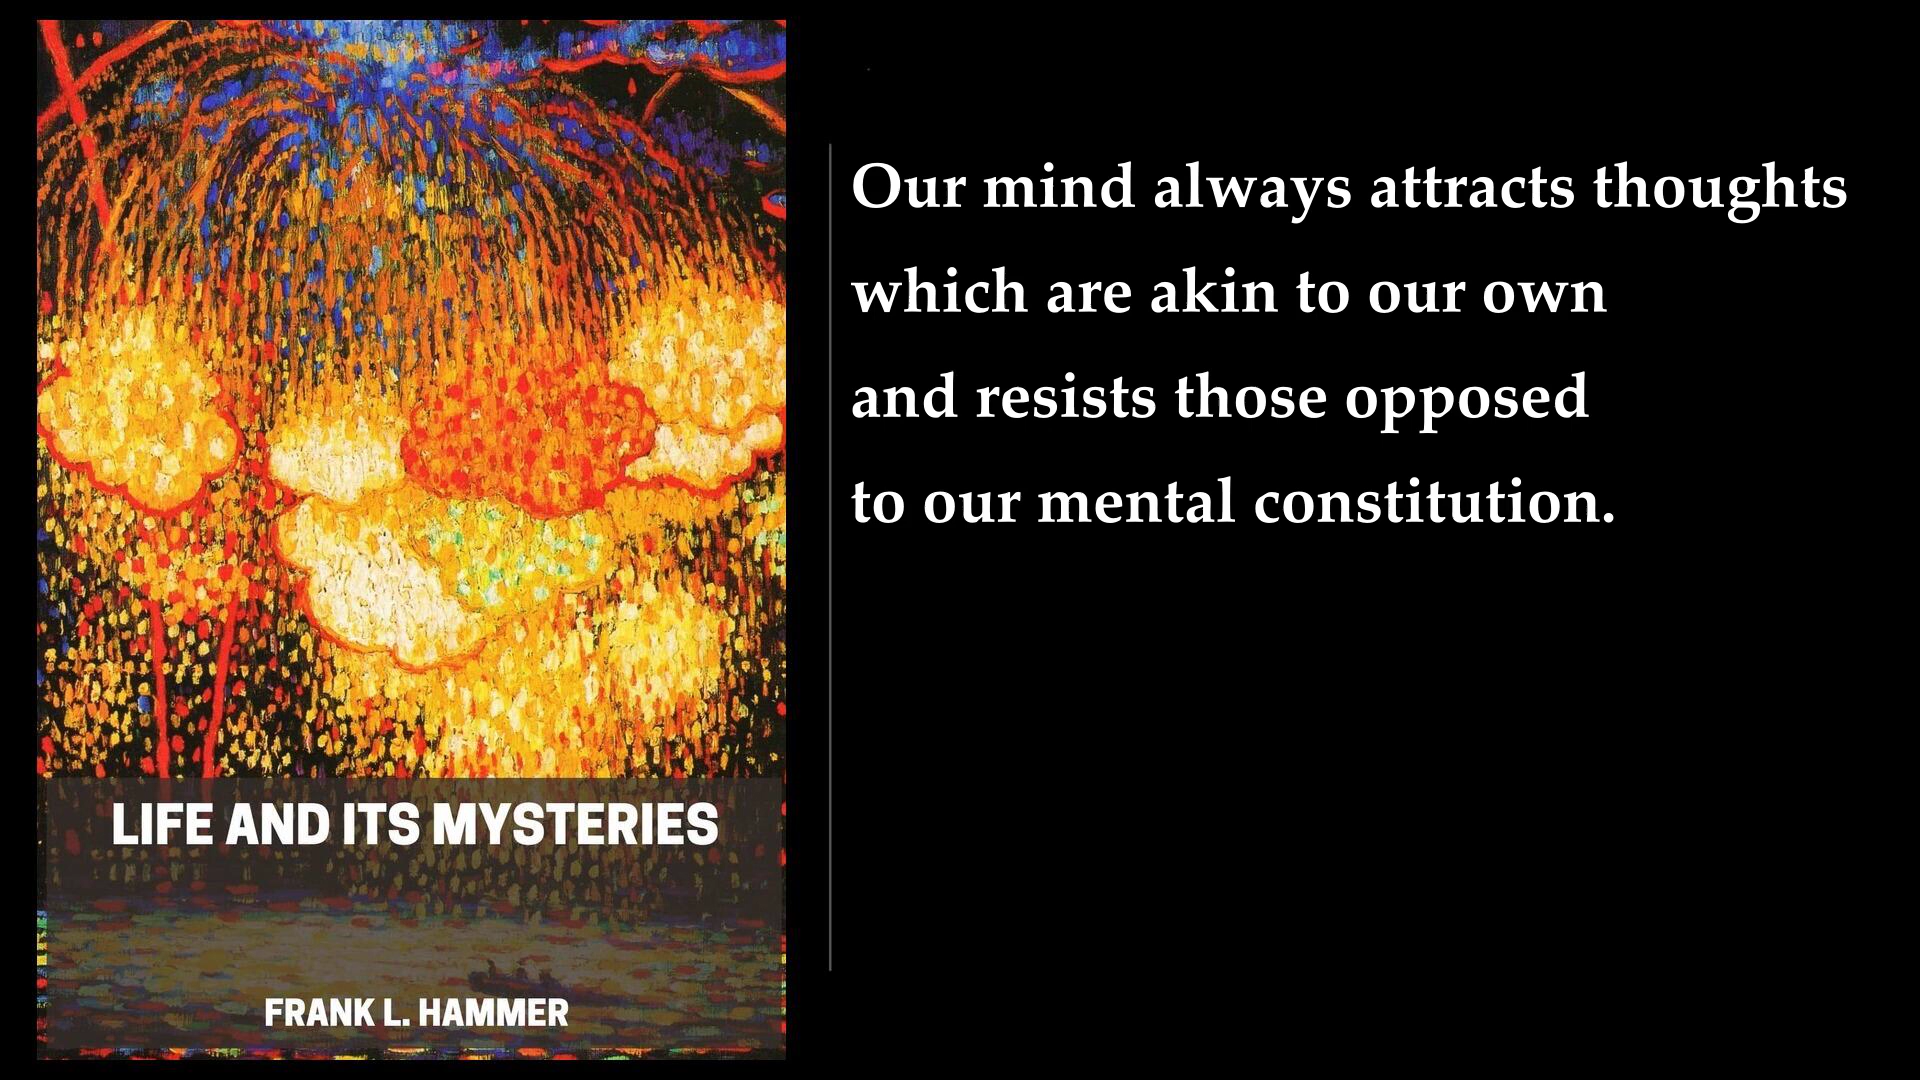 LIFE AND ITS MYSTERIES
FRANK L. HAMMER
Our mind always attracts thoughts
which are akin to our own
and resists those opposed
to our mental constitution.